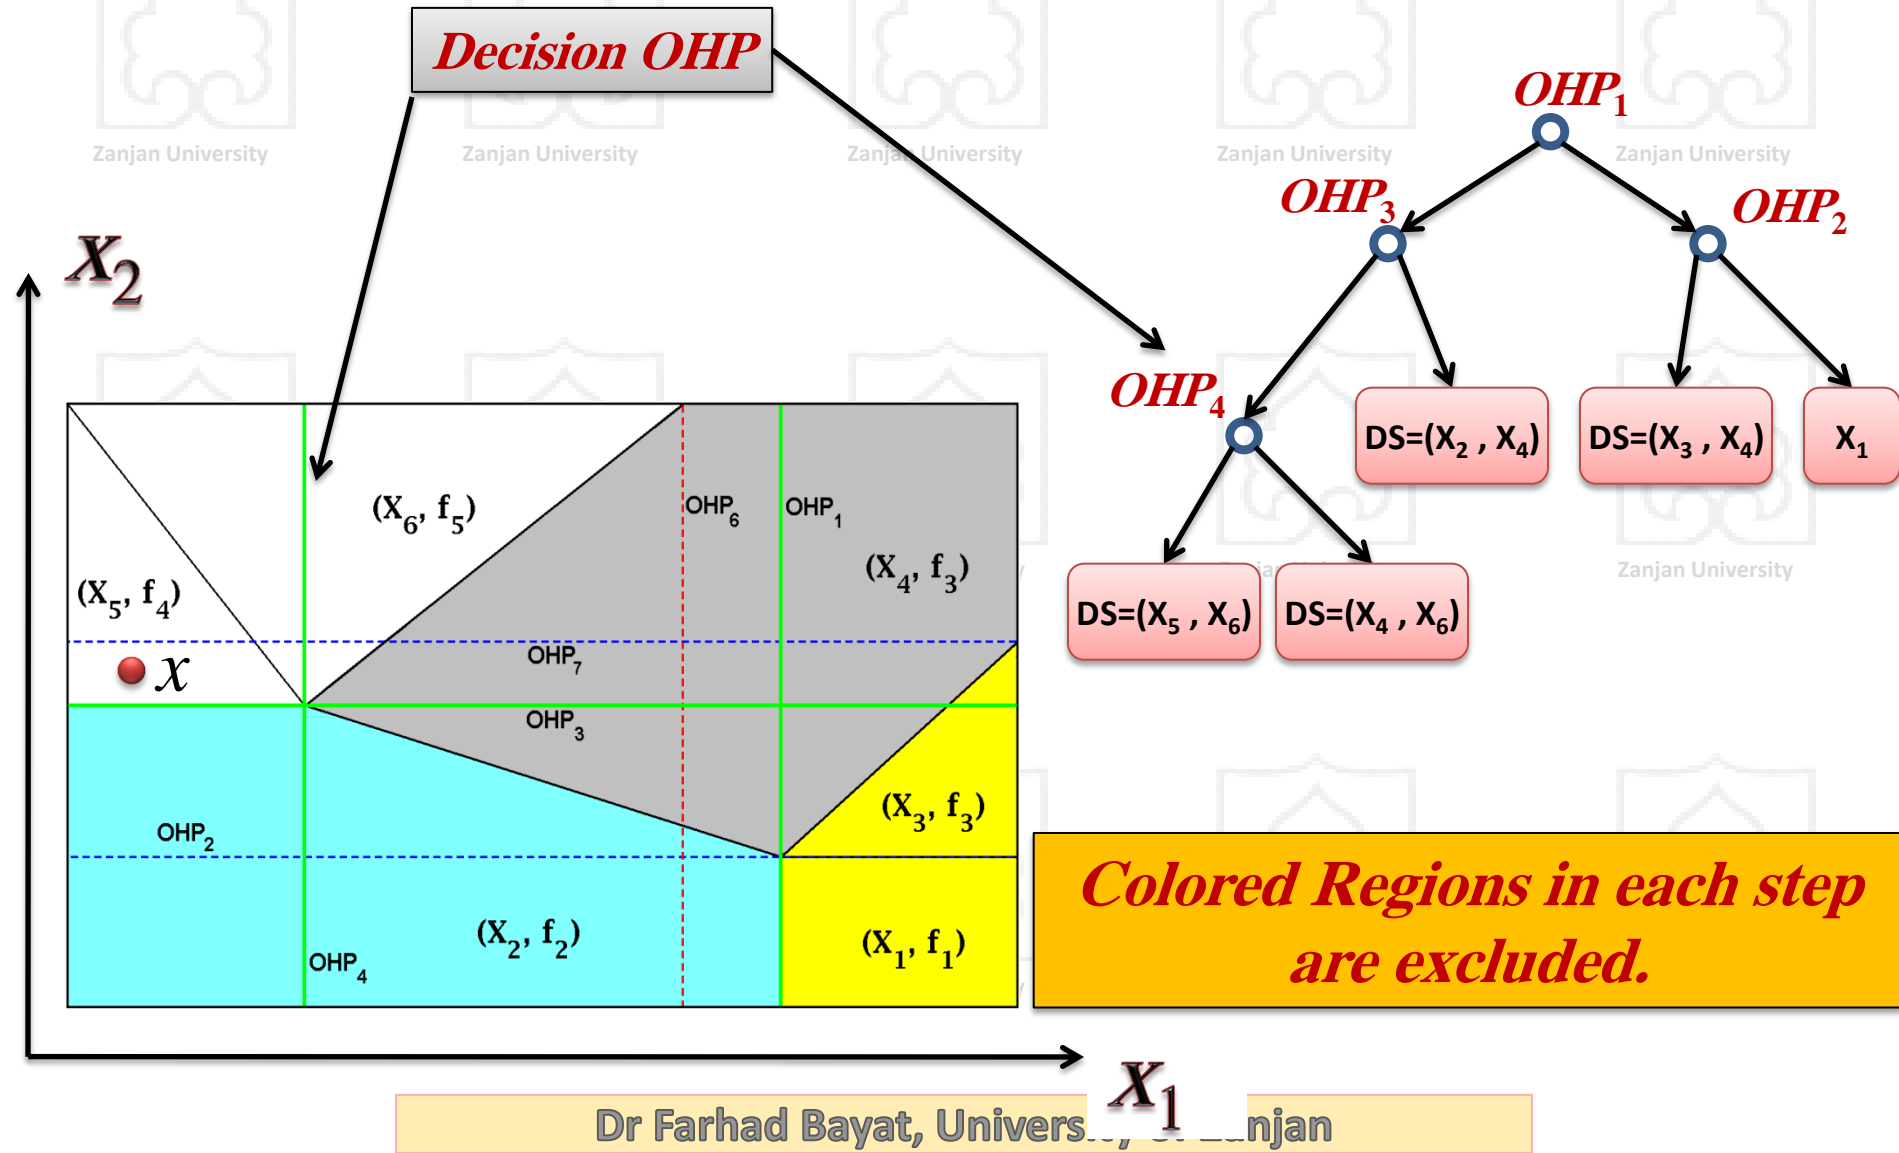 Decision OHP
OHP1
Zanjan University Zanjan University Zanjan University Zanjan University Zanjan University
OHP3
OHP2
X2
OHP4
DS=(X2 , X4)
DS=(X3 , X4)
X1
(X6, f5)
OHP6
OHP1
(X4, f3)
Zanjan University
(X5, f4)
DS=(X5 , X6)
DS=(X4 , X6)
OHP7
x
OHP3
(X3, f3)
OHP2
Colored Regions in each step
are excluded.
(X2, f2)
(X1, f1)
OHP4
X1
Dr Farhad Bayat, Univers Zanjan